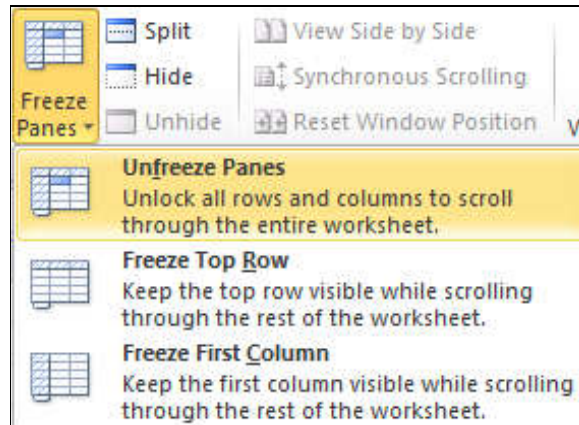 Split
View Side by Side
Hide
Synchronous Scrolling
Freeze
Panes
Unhide
Reset Window Position
Unfreeze Panes
Unlock all rows and columns to scroll
through the entire worksheet.
Freeze Top Row
Keep the top row visible while scrolling
through the rest of the worksheet.
Freeze First Column
Keep the first column visible while scrolling
through the rest of the worksheet.